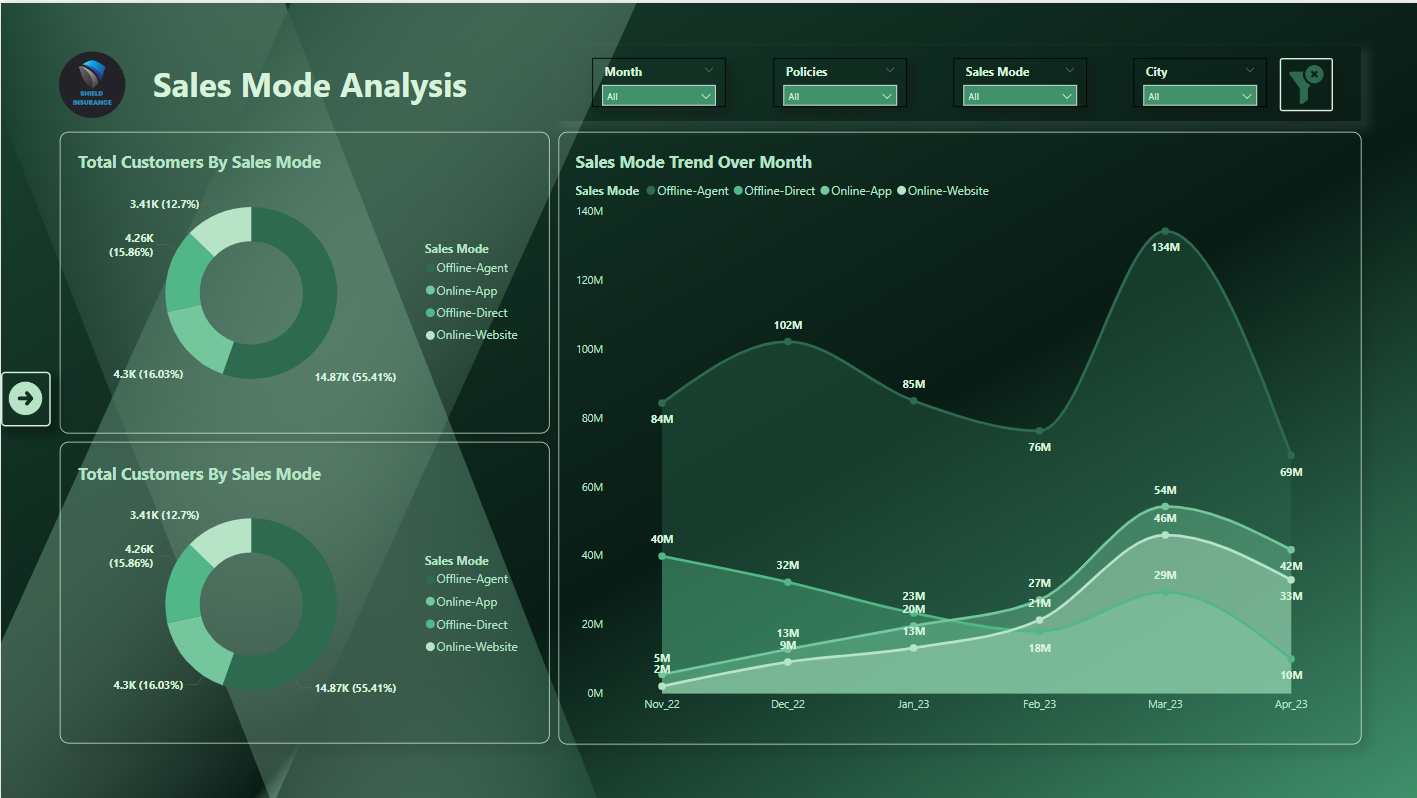 SHIELD
INSURANCE
Sales Mode Analysis
Month
All
Policies
All
Sales Mode
All
City
All
Total Customers By Sales Mode
3.41K (12.7%)
4.26K
(15.86%)
4.3K (16.03%)
14.87K (55.41%)
Sales Mode
Offline-Agent
Online-App
Offline-Direct
Online-Website
Total Customers By Sales Mode
3.41K (12.7%)
4.26K
(15.86%)
4.3K (16.03%)
14.87K (55.41%)
Sales Mode
Offline-Agent
Online-App
Offline-Direct
Online-Website
Sales Mode Trend Over Month
Sales Mode Offline-Agent Offline-Direct Online-App Online-Website
140M
120M
100M
80M
60M
40M
20M
0M
84M
102M
85M
76M
134M
69M
40M
32M
23M
18M
29M
10M
5M
13M
20M
27M
54M
42M
2M
9M
13M
21M
46M
33M
Nov_22 Dec_22 Jan_23 Feb_23 Mar_23 Apr_23